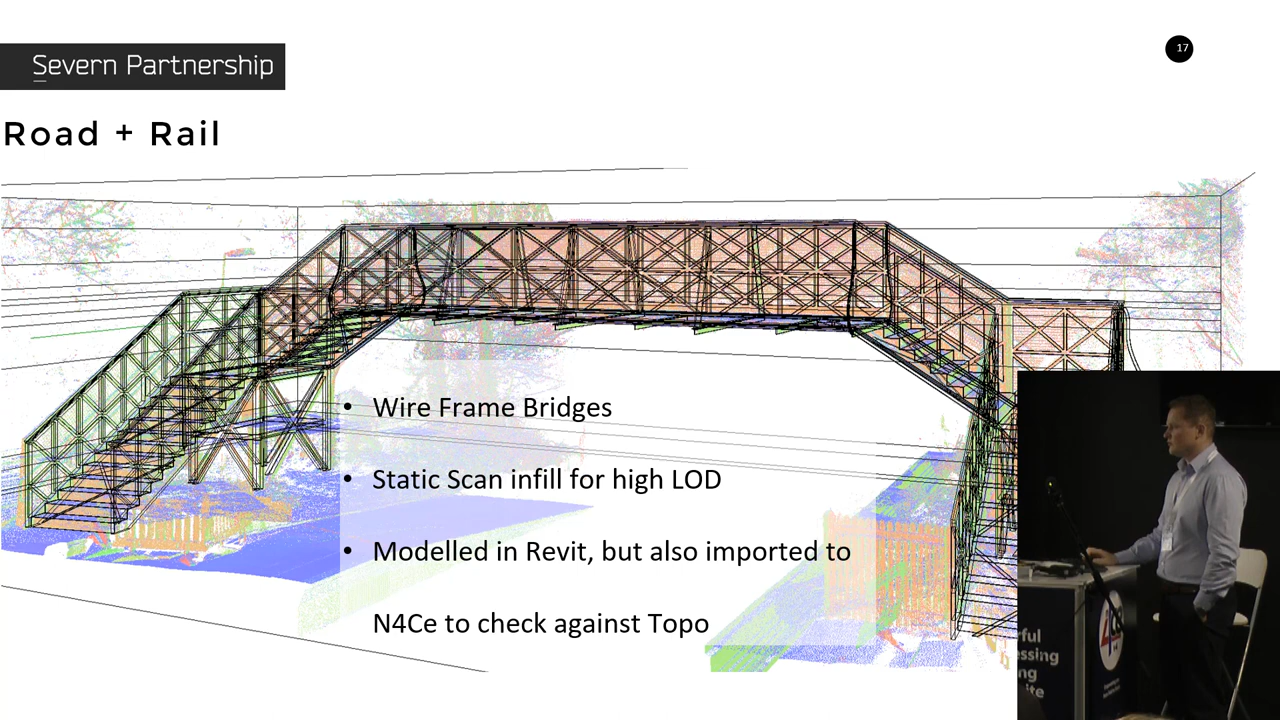 17
Severn Partnership
Road + Rail
• Wire Frame Bridges
• Static Scan infill for high LOD
• Modelled in Revit, but also imported to
N4Ce to check against Topo